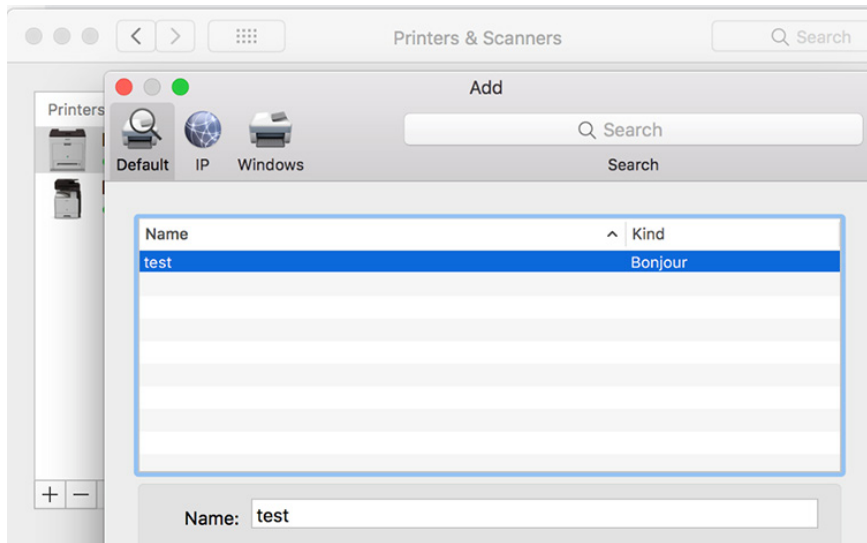 Printers & Scanners
Search
Add
Printers
Search
Default
IP
Windows
Search
Name
Kind
test
Bonjour
Name:
test